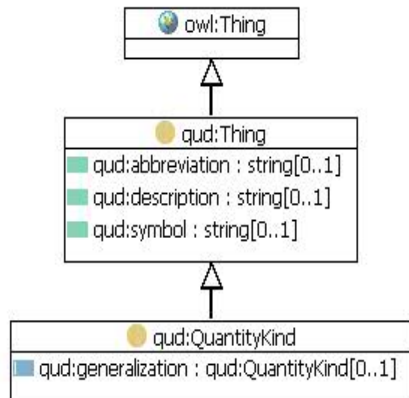 owl:Thing
qud:Thing
qud:abbreviation : string[0..1]
qud:description : string[0..1]
qud:symbol : string[0..1]
qud:QuantityKind
qud:generalization : qud:QuantityKind[0..1]